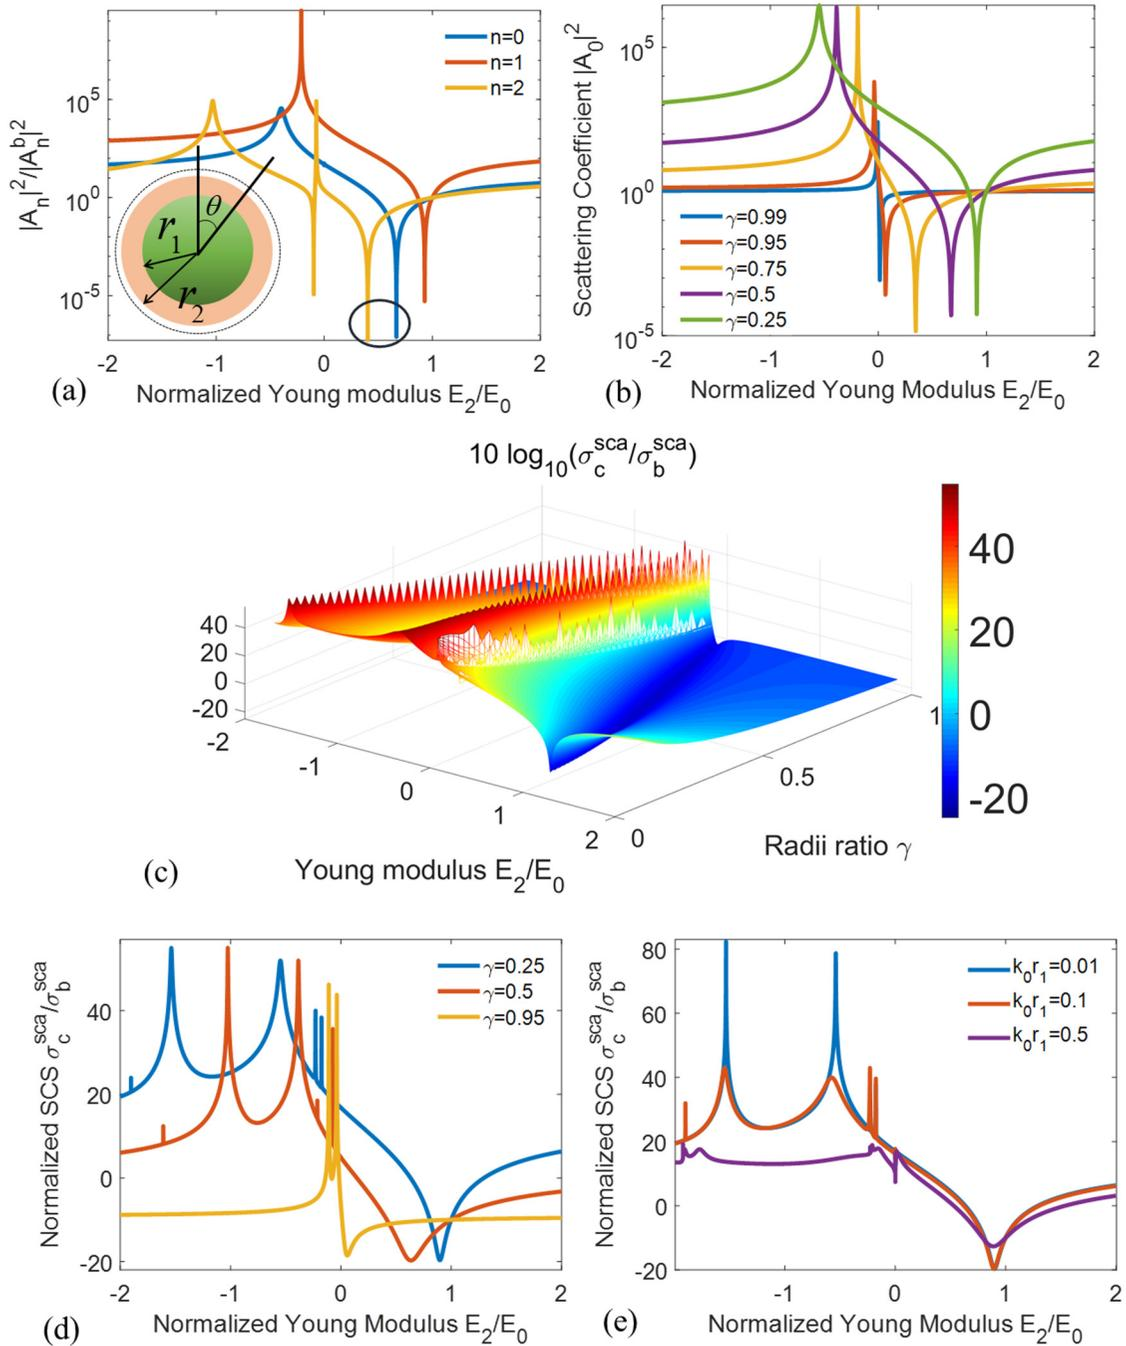 |A_n|^2/|A_n^b|^2
10^5
10^0
10^-5
n=0
n=1
n=2
θ
r_1
r_2
-2 -1 0 1 2
Normalized Young modulus E_2/E_0
(a)
Scattering Coefficient |A_0|^2
10^5
10^0
10^-5
γ=0.99
γ=0.95
γ=0.75
γ=0.5
γ=0.25
-2 -1 0 1 2
Normalized Young Modulus E_2/E_0
(b)
10 log_10(σ_c^sca/σ_b^sca)
40
20
0
-20
-2
-1
0
1
2
0
0.5
1
40
20
0
-20
Young modulus E_2/E_0
Radii ratio γ
(c)
Normalized SCS σ_c^sca/σ_b^sca
40
20
0
-20
γ=0.25
γ=0.5
γ=0.95
-2 -1 0 1 2
Normalized Young Modulus E_2/E_0
(d)
Normalized SCS σ_c^sca/σ_b^sca
80
60
40
20
0
-20
k_0r_1=0.01
k_0r_1=0.1
k_0r_1=0.5
-1 0 1 2
Normalized Young Modulus E_2/E_0
(e)